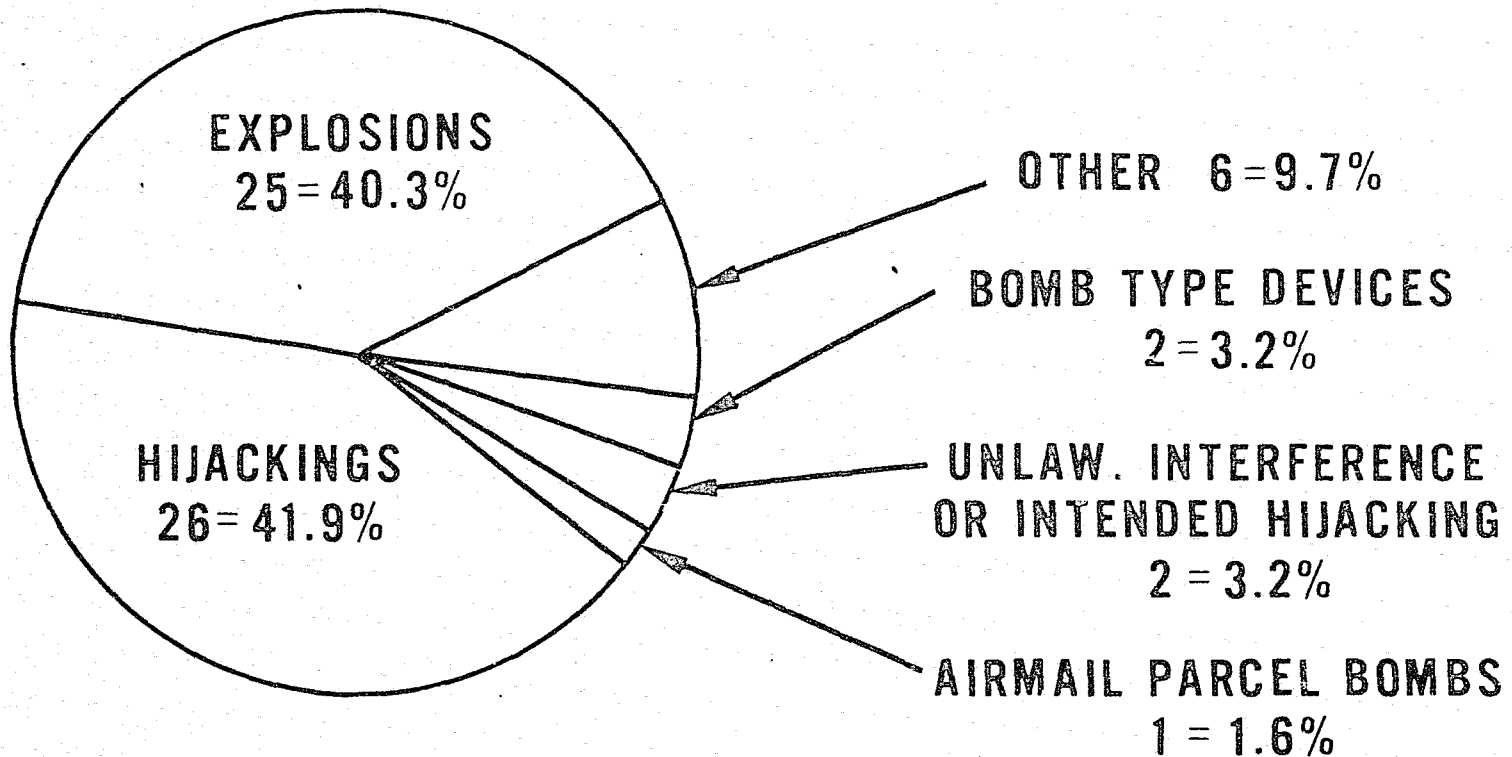 EXPLOSIONS
25=40.3%
OTHER 6=9.7%
BOMB TYPE DEVICES
2=3.2%
HIJACKINGS
26=41.9%
UNLAW. INTERFERENCE
OR INTENDED HIJACKING
2=3.2%
AIRMAIL PARCEL BOMBS
1=1.6%